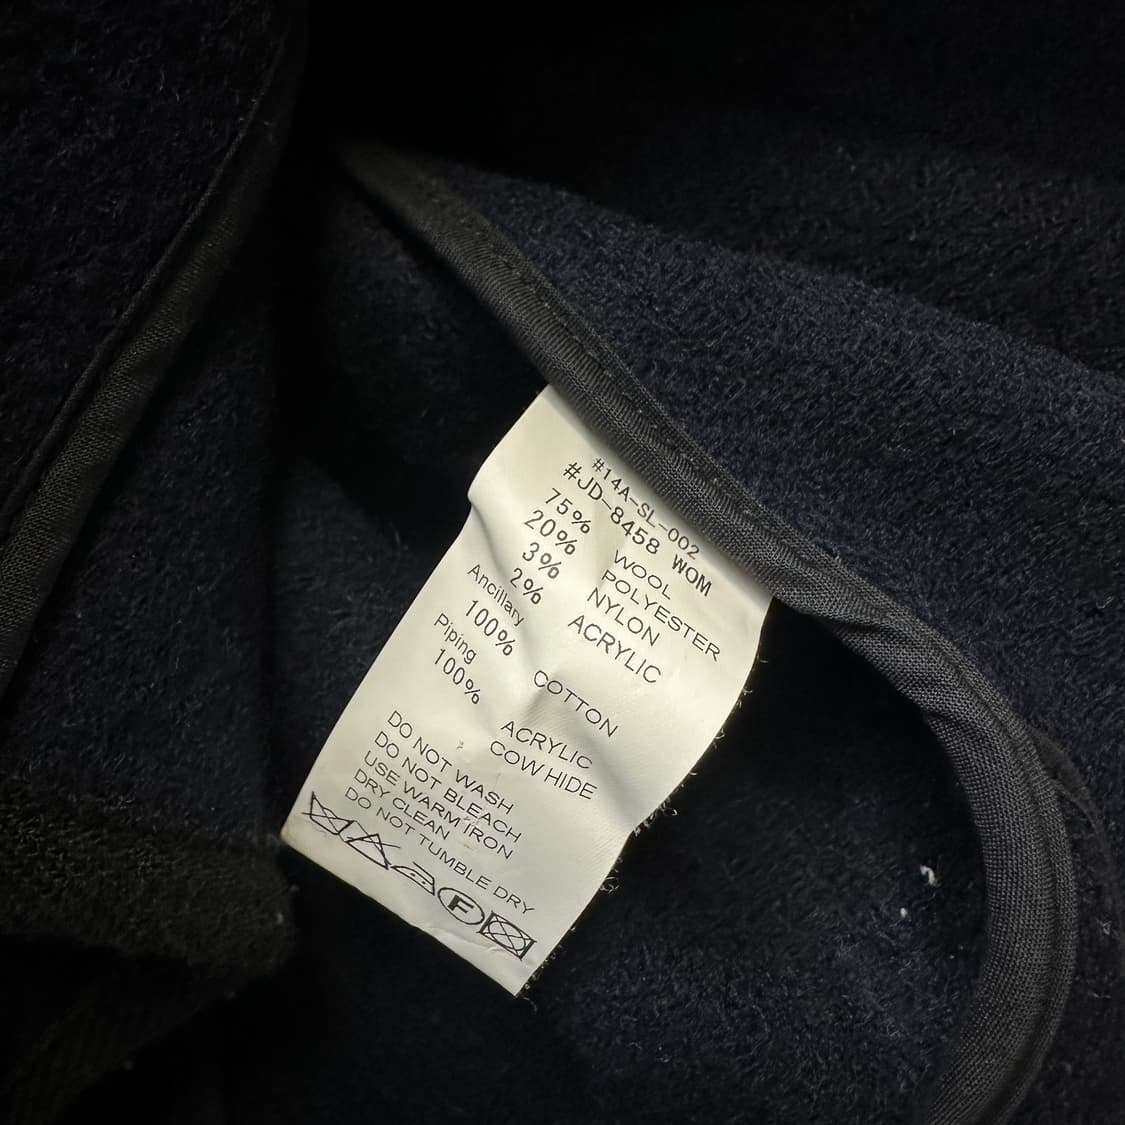 #14A-SL-002
#JD-8458 WOM
75% WOOL
20% POLYESTER
3% NYLON
2% ACRYLIC
Ancillary
100% COTTON
Piping
100% ACRYLIC
COW HIDE
DO NOT WASH
DO NOT BLEACH
USE WARM IRON
DRY CLEAN
DO NOT TUMBLE DRY
F